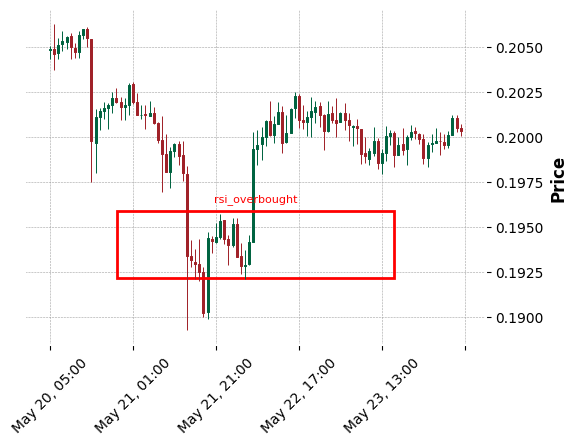 0.2050
0.2025
0.2000
0.1975
0.1950
0.1925
0.1900
Price
rsi_overbought
May 20, 05:00
May 21, 01:00
May 21, 21:00
May 22, 17:00
May 23, 13:00